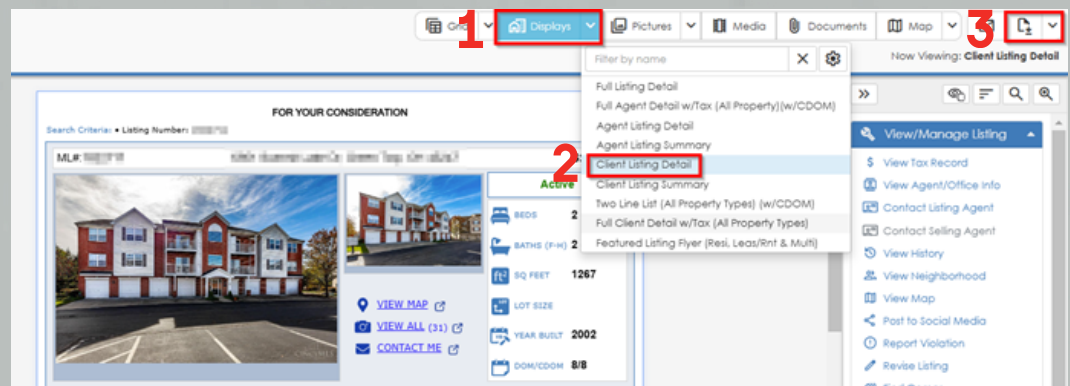 1 Grid Displays Pictures Media Documents Map 3
Now Viewing: Client Listing Detail
Filter by name
Full Listing Detail
Full Agent Detail w/Tax (All Property)(w/CDOM)
Agent Listing Detail
Agent Listing Summary
2 Client Listing Detail
Client Listing Summary
Two Line List (All Property Types) (w/CDOM)
Full Client Detail w/Tax (All Property Types)
Featured Listing Flyer (Resi, Leas/Rnt & Multi)
FOR YOUR CONSIDERATION
Search Criteria: • Listing Number:
ML#:
Active
BEDS 2
BATHS (F-H) 2
SQ FEET 1267
LOT SIZE
YEAR BUILT 2002
DOM/CDOM 8/8
VIEW MAP
VIEW ALL (31)
CONTACT ME
View/Manage Listing
$ View Tax Record
View Agent/Office Info
Contact Listing Agent
Contact Selling Agent
View History
View Neighborhood
View Map
Post to Social Media
Report Violation
Revise Listing